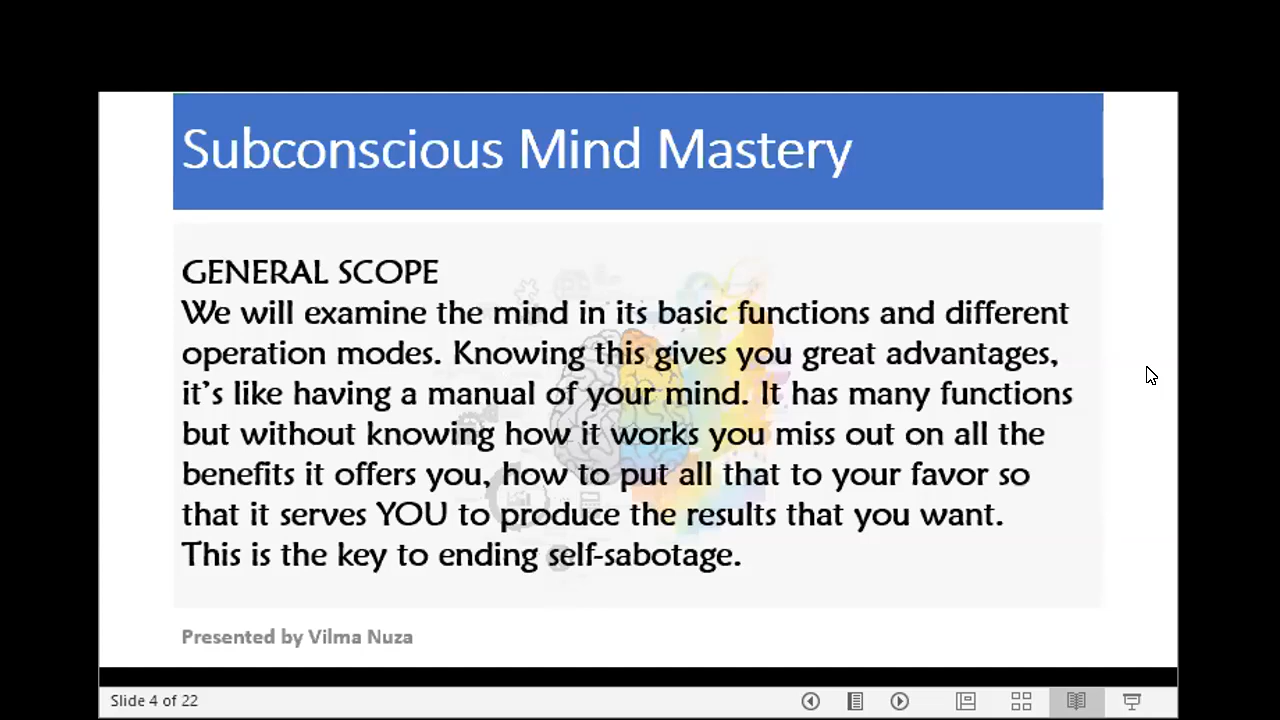 Subconscious Mind Mastery
GENERAL SCOPE
We will examine the mind in its basic functions and different
operation modes. Knowing this gives you great advantages,
it’s like having a manual of your mind. It has many functions
but without knowing how it works you miss out on all the
benefits it offers you, how to put all that to your favor so
that it serves YOU to produce the results that you want.
This is the key to ending self-sabotage.
Presented by Vilma Nuza
Slide 4 of 22